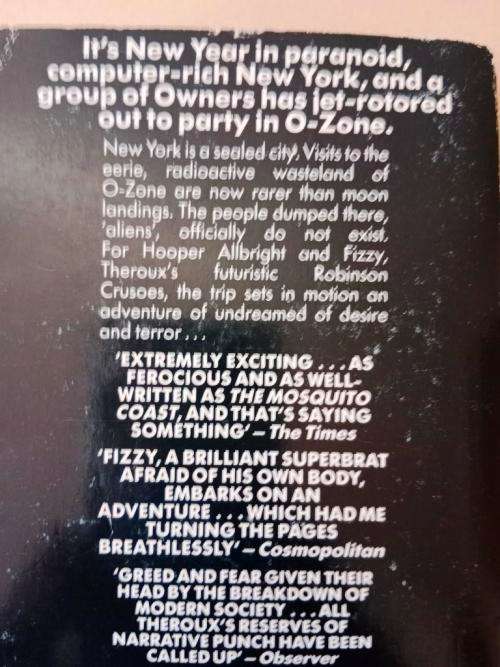 It's New Year in paranoid,
computer-rich New York, and a
group of Owners has jet-rotored
out to party in O-Zone.
New York is a sealed city. Visits to the
eerie, radioactive wasteland of
O-Zone are now rarer than moon
landings. The people dumped there,
'aliens', officially do not exist.
For Hooper Allbright and Fizzy,
Theroux's futuristic Robinson
Crusoes, the trip sets in motion an
adventure of undreamed of desire
and terror...
'EXTREMELY EXCITING...AS
FEROCIOUS AND AS WELL-
WRITTEN AS THE MOSQUITO
COAST, AND THAT'S SAYING
SOMETHING' – The Times
'FIZZY, A BRILLIANT SUPERBRAT
AFRAID OF HIS OWN BODY,
EMBARKS ON AN
ADVENTURE...WHICH HAD ME
TURNING THE PAGES
BREATHLESSLY' – Cosmopolitan
'GREED AND FEAR GIVEN THEIR
HEAD BY THE BREAKDOWN OF
MODERN SOCIETY...ALL
THEROUX'S RESERVES OF
NARRATIVE PUNCH HAVE BEEN
CALLED UP' – Observer